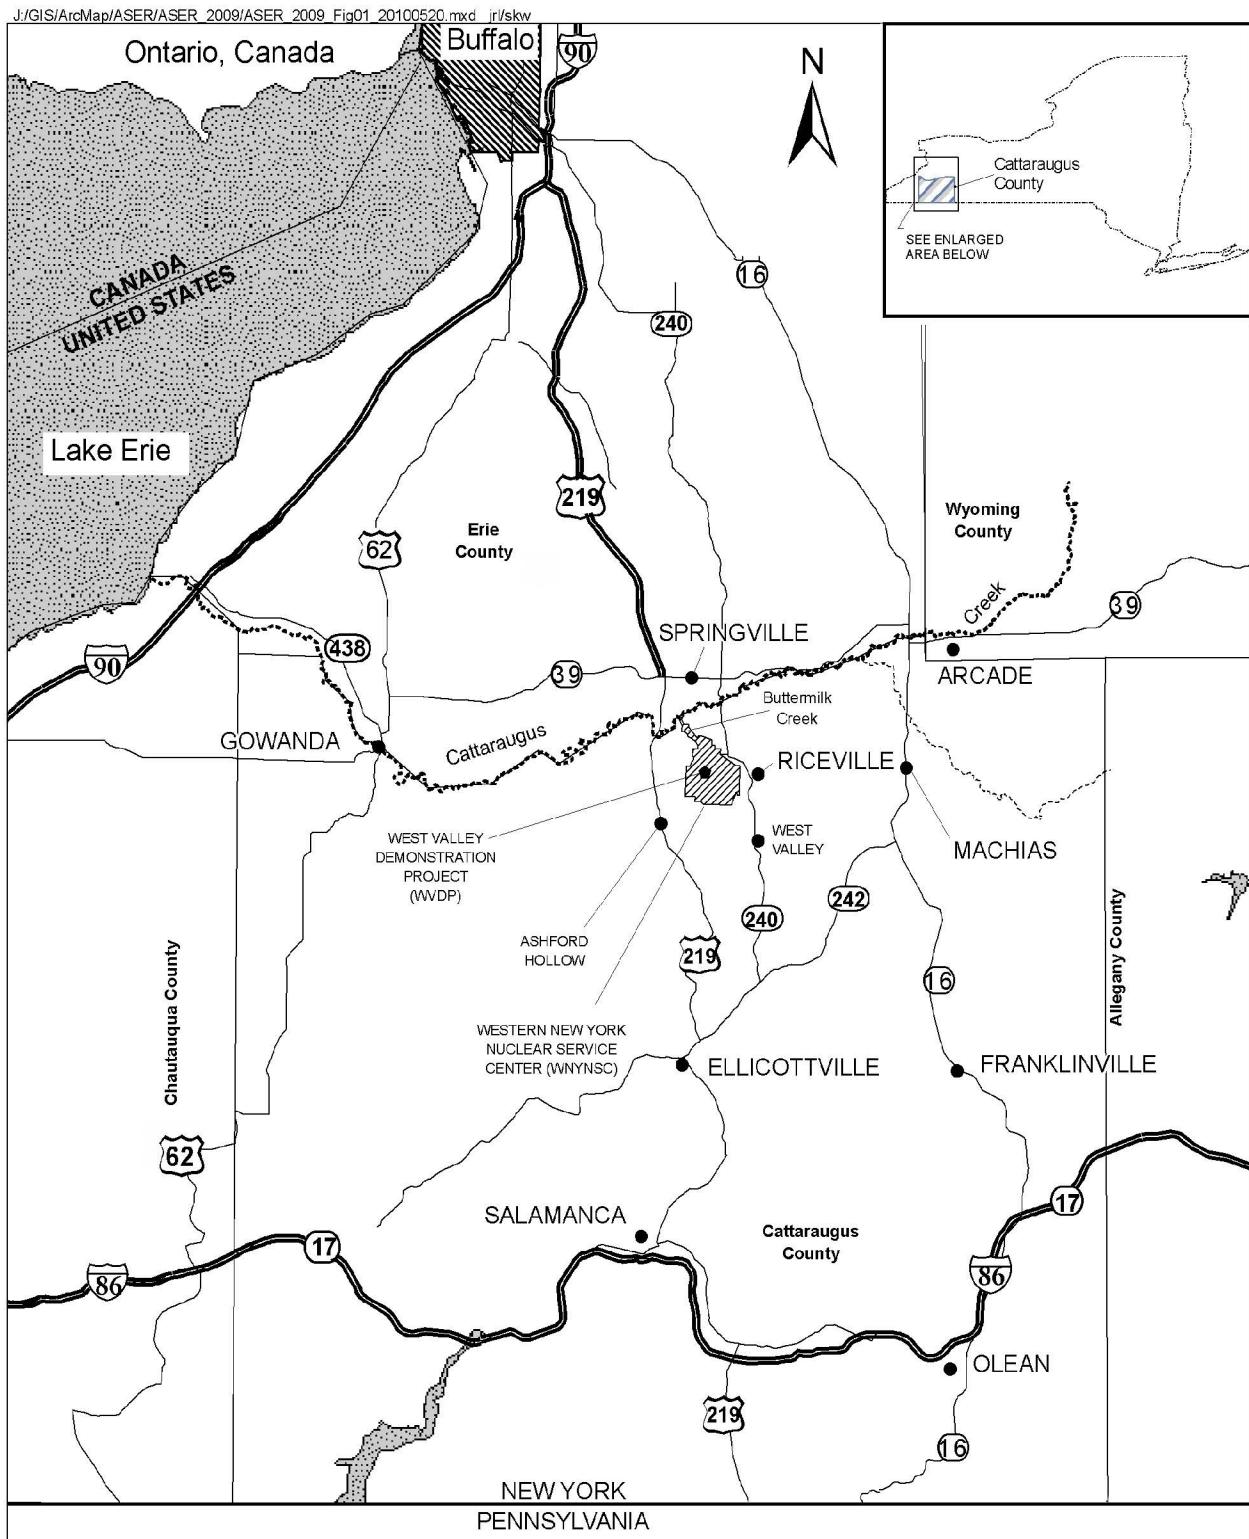 J:/GIS/ArcMap/ASER/ASER_2009/ASER_2009_Fig01_20100520.mxd jrl/skw
Ontario, Canada
Buffalo
90
N
Cattaraugus
County
SEE ENLARGED
AREA BELOW
CANADA
UNITED STATES
16
240
Lake Erie
219
62
Erie
County
Wyoming
County
Creek
39
438
SPRINGVILLE
90
39
ARCADE
Buttermilk
Creek
GOWANDA
Cattaraugus
RICEVILLE
WEST VALLEY
DEMONSTRATION
PROJECT
(WVDP)
WEST
VALLEY
MACHIAS
242
240
ASHFORD
HOLLOW
219
Chautauqua County
Allegany County
16
WESTERN NEW YORK
NUCLEAR SERVICE
CENTER (WNYNSC)
ELLICOTTVILLE
FRANKLINVILLE
62
17
SALAMANCA
Cattaraugus
County
17
86
86
OLEAN
219
16
NEW YORK
PENNSYLVANIA